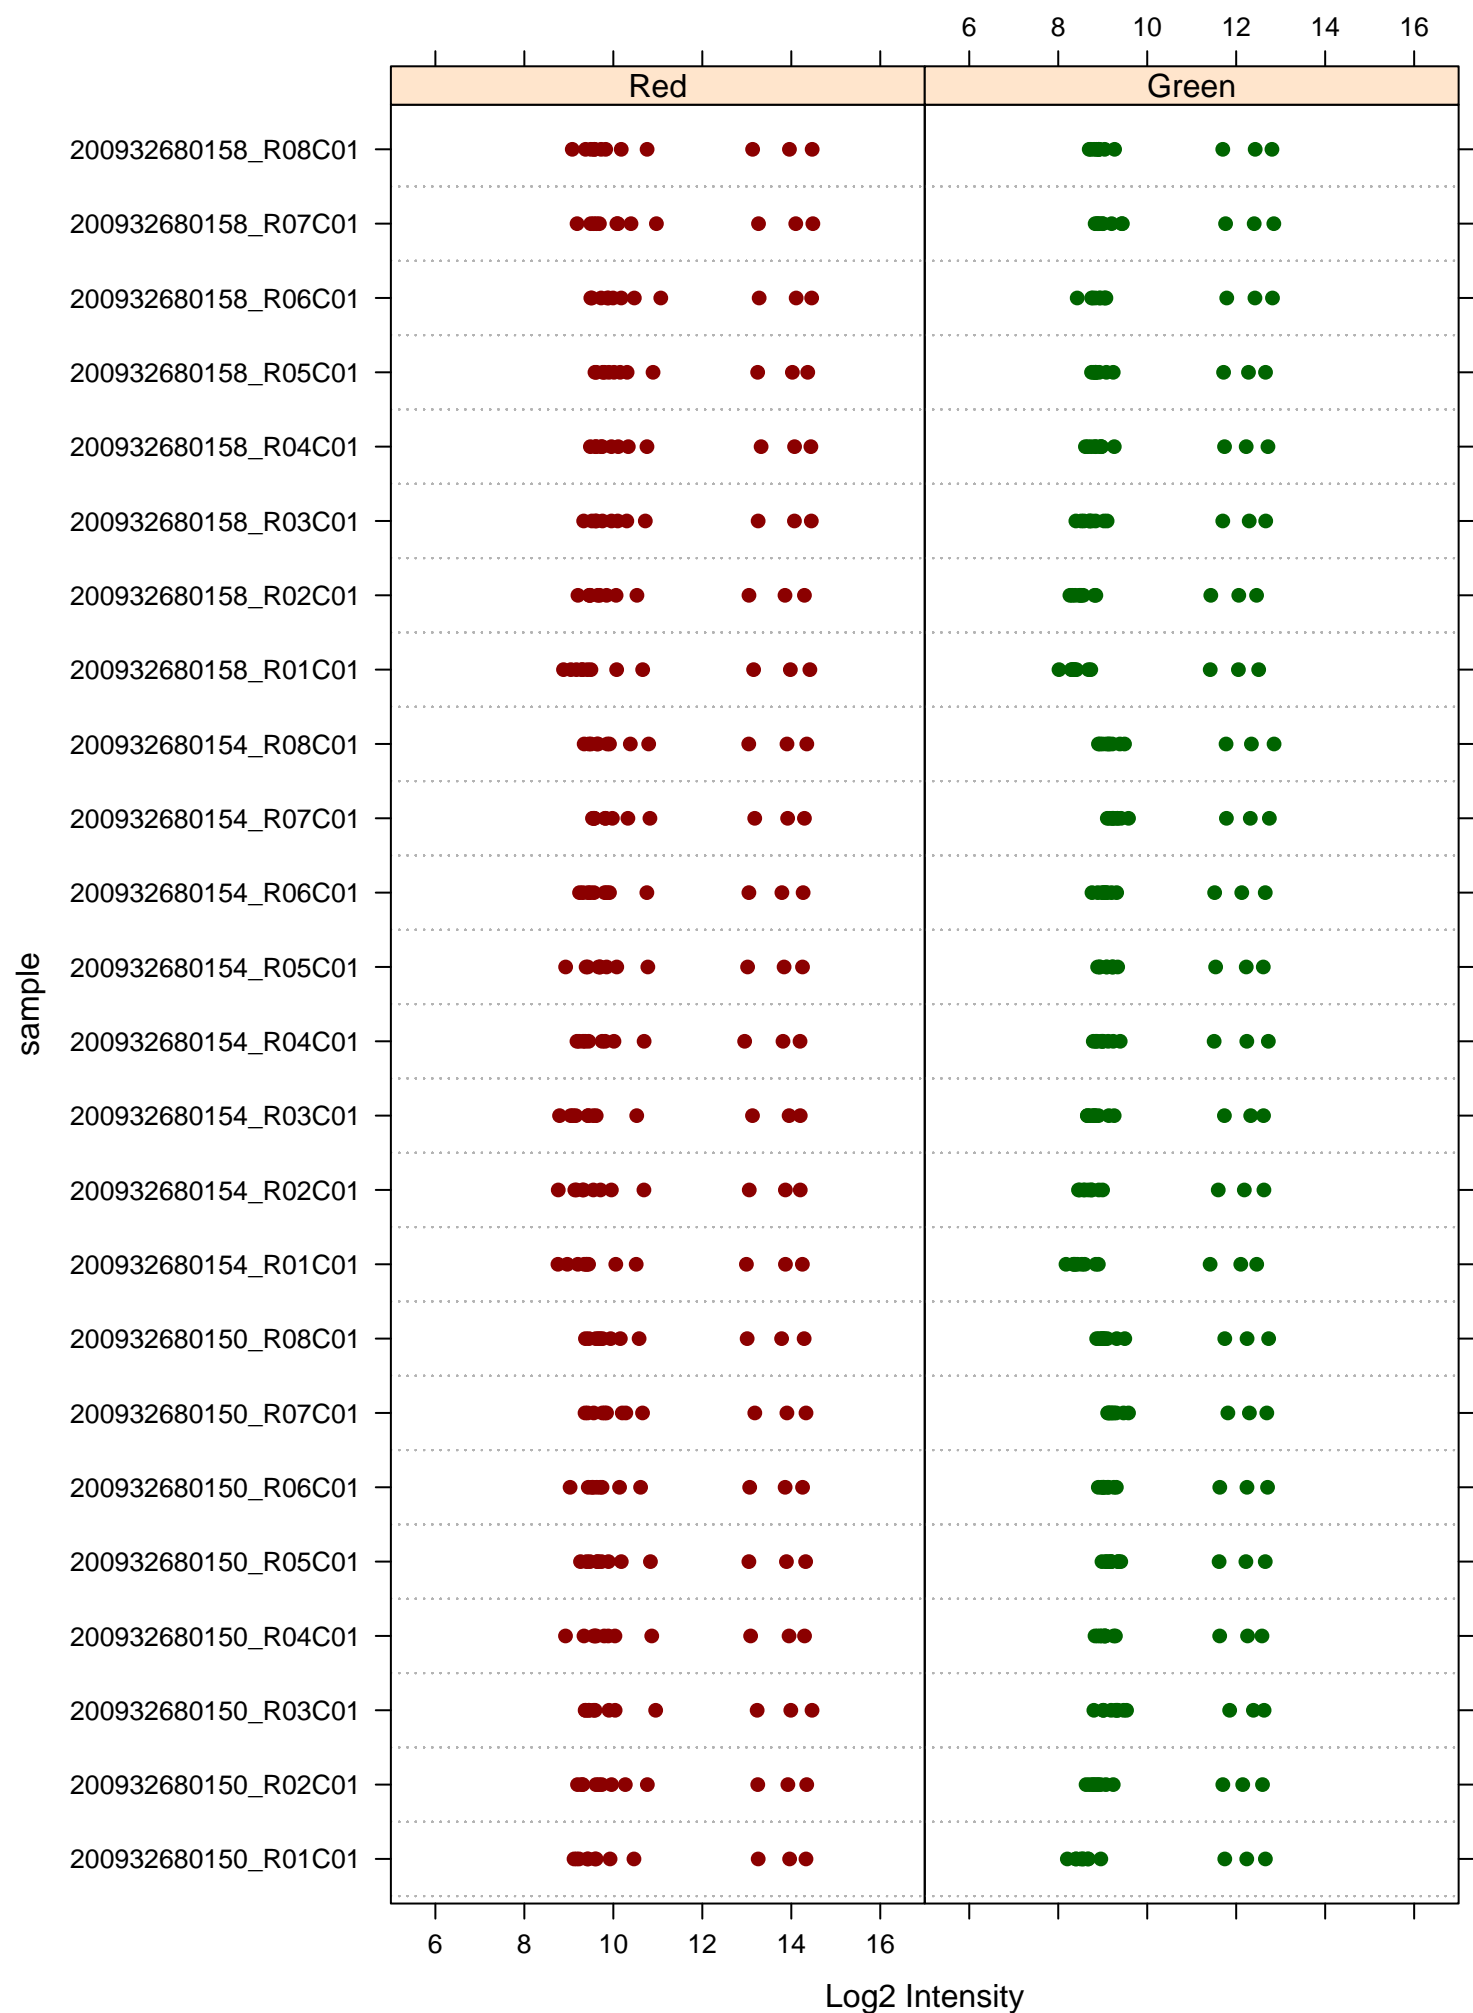 6 8 10 12 14 16
Red Green
200932680158_R08C01
200932680158_R07C01
200932680158_R06C01
200932680158_R05C01
200932680158_R04C01
200932680158_R03C01
200932680158_R02C01
200932680158_R01C01
200932680154_R08C01
200932680154_R07C01
200932680154_R06C01
200932680154_R05C01
sample
200932680154_R04C01
200932680154_R03C01
200932680154_R02C01
200932680154_R01C01
200932680150_R08C01
200932680150_R07C01
200932680150_R06C01
200932680150_R05C01
200932680150_R04C01
200932680150_R03C01
200932680150_R02C01
200932680150_R01C01
6 8 10 12 14 16
Log2 Intensity